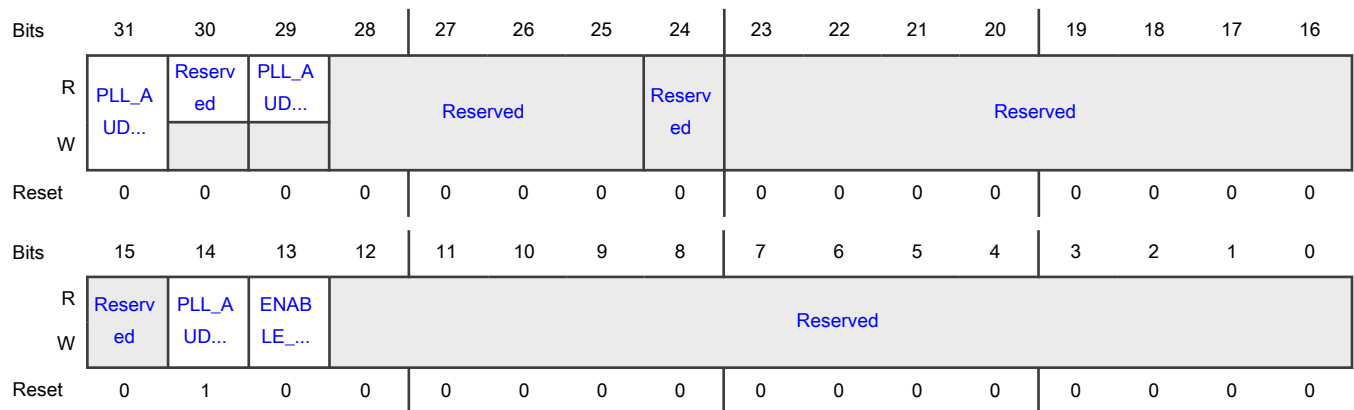 Bits 31 30 29 28 27 26 25 24 23 22 21 20 19 18 17 16
R PLL_A UD... Reserv ed PLL_A UD... Reserved Reserv ed Reserved
W
Reset 0 0 0 0 0 0 0 0 0 0 0 0 0 0 0 0
Bits 15 14 13 12 11 10 9 8 7 6 5 4 3 2 1 0
R Reserv ed PLL_A UD... ENAB LE_... Reserved
W
Reset 0 1 0 0 0 0 0 0 0 0 0 0 0 0 0 0